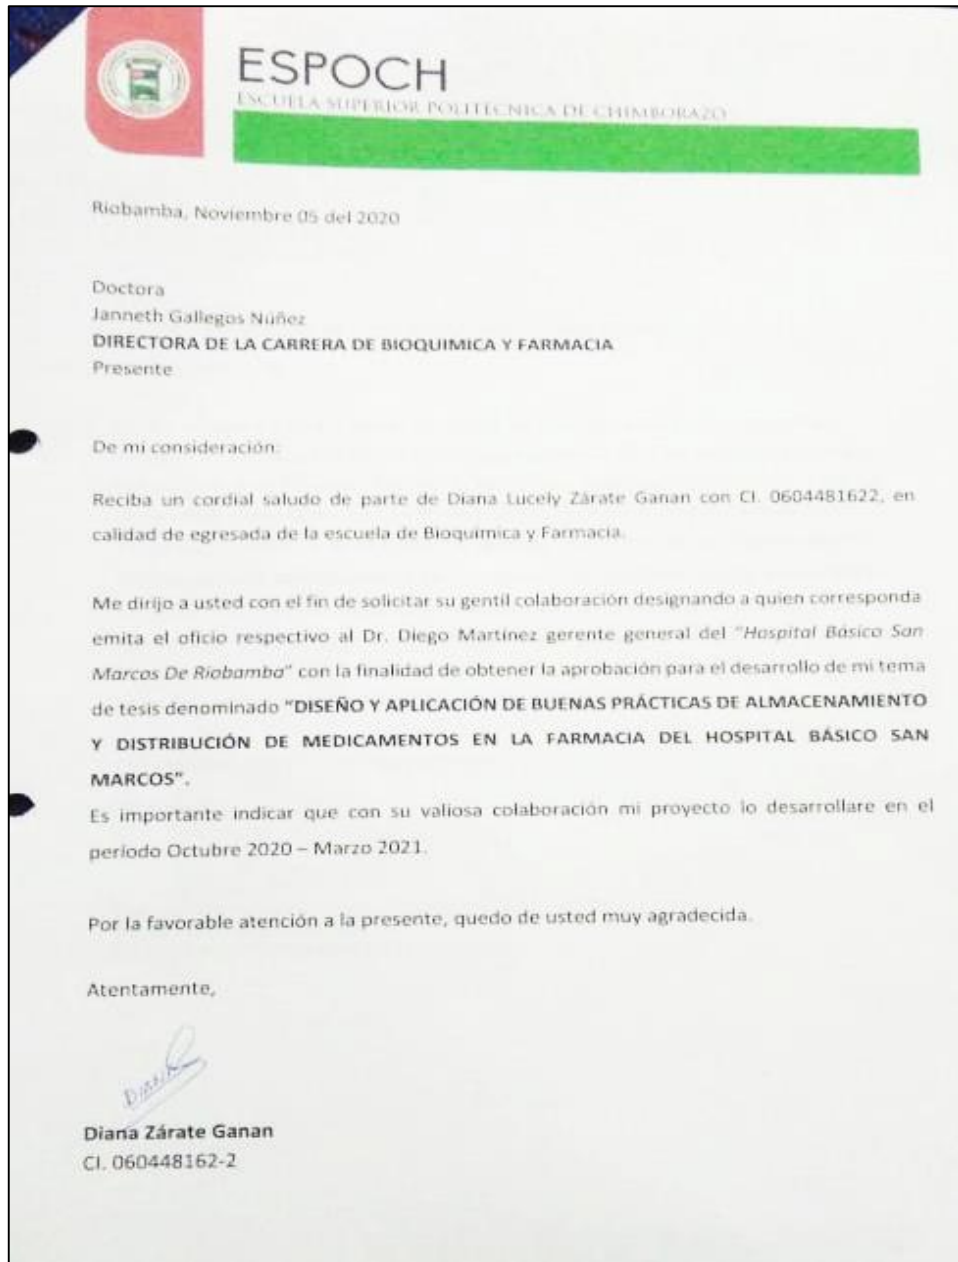 ESPOCH
ESCUELA SUPERIOR POLITECNICA DE CHIMBORAZO
Riobamba, Noviembre 05 del 2020
Doctora
Janneth Gallegos Núñez
DIRECTORA DE LA CARRERA DE BIOQUIMICA Y FARMACIA
Presente
De mi consideración:
Reciba un cordial saludo de parte de Diana Lucely Zárate Ganan con CI. 0604481622, en
calidad de egresada de la escuela de Bioquímica y Farmacia.
Me dirijo a usted con el fin de solicitar su gentil colaboración designando a quien corresponda
emita el oficio respectivo al Dr. Diego Martínez gerente general del "Hospital Básico San
Marcos De Riobamba" con la finalidad de obtener la aprobación para el desarrollo de mi tema
de tesis denominado "DISEÑO Y APLICACIÓN DE BUENAS PRÁCTICAS DE ALMACENAMIENTO
Y DISTRIBUCIÓN DE MEDICAMENTOS EN LA FARMACIA DEL HOSPITAL BÁSICO SAN
MARCOS".
Es importante indicar que con su valiosa colaboración mi proyecto lo desarrollare en el
período Octubre 2020 – Marzo 2021.
Por la favorable atención a la presente, quedo de usted muy agradecida.
Atentamente,
Diana Zárate Ganan
CI. 060448162-2